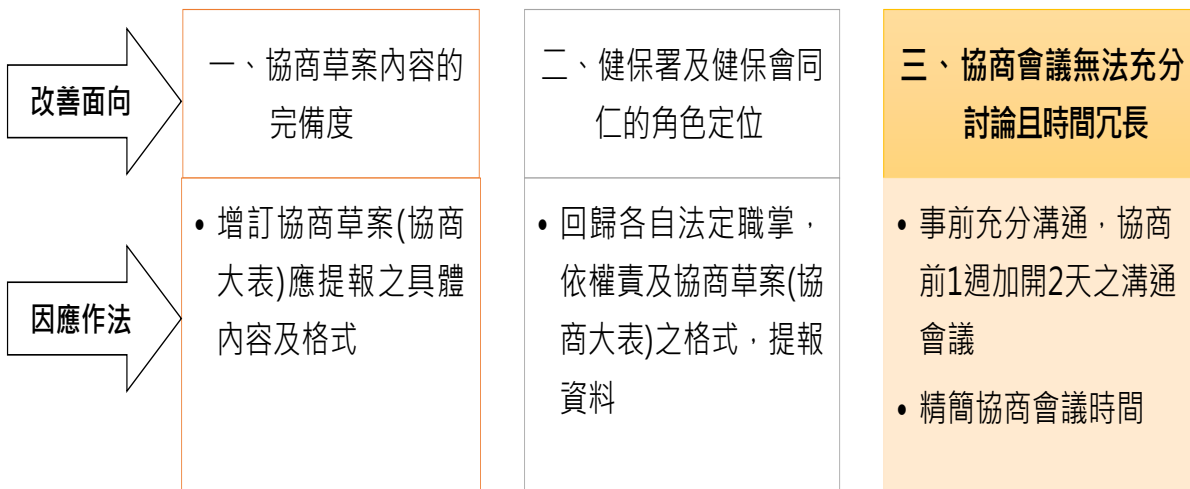 改善面向
一、協商草案內容的
完備度
二、健保署及健保會同
仁的角色定位
三、協商會議無法充分
討論且時間冗長
因應作法
• 增訂協商草案(協商
大表)應提報之具體
內容及格式
• 回歸各自法定職掌，
依權責及協商草案(協
商大表)之格式，提報
資料
• 事前充分溝通，協商
前1週加開2天之溝通
會議
• 精簡協商會議時間